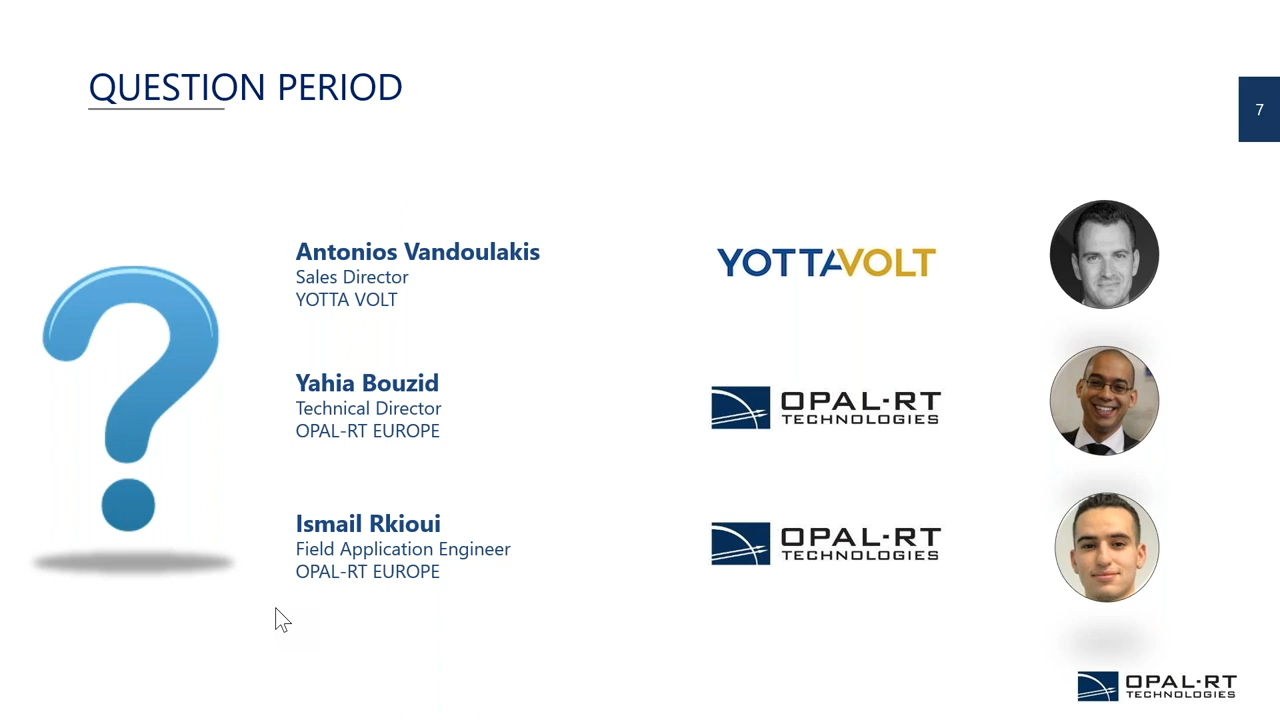 QUESTION PERIOD
7
Antonios Vandoulakis
Sales Director
YOTTA VOLT
YOTTAVOLT
Yahia Bouzid
Technical Director
OPAL-RT EUROPE
OPAL-RT
TECHNOLOGIES
Ismail Rkioui
Field Application Engineer
OPAL-RT EUROPE
OPAL-RT
TECHNOLOGIES
OPAL-RT
TECHNOLOGIES